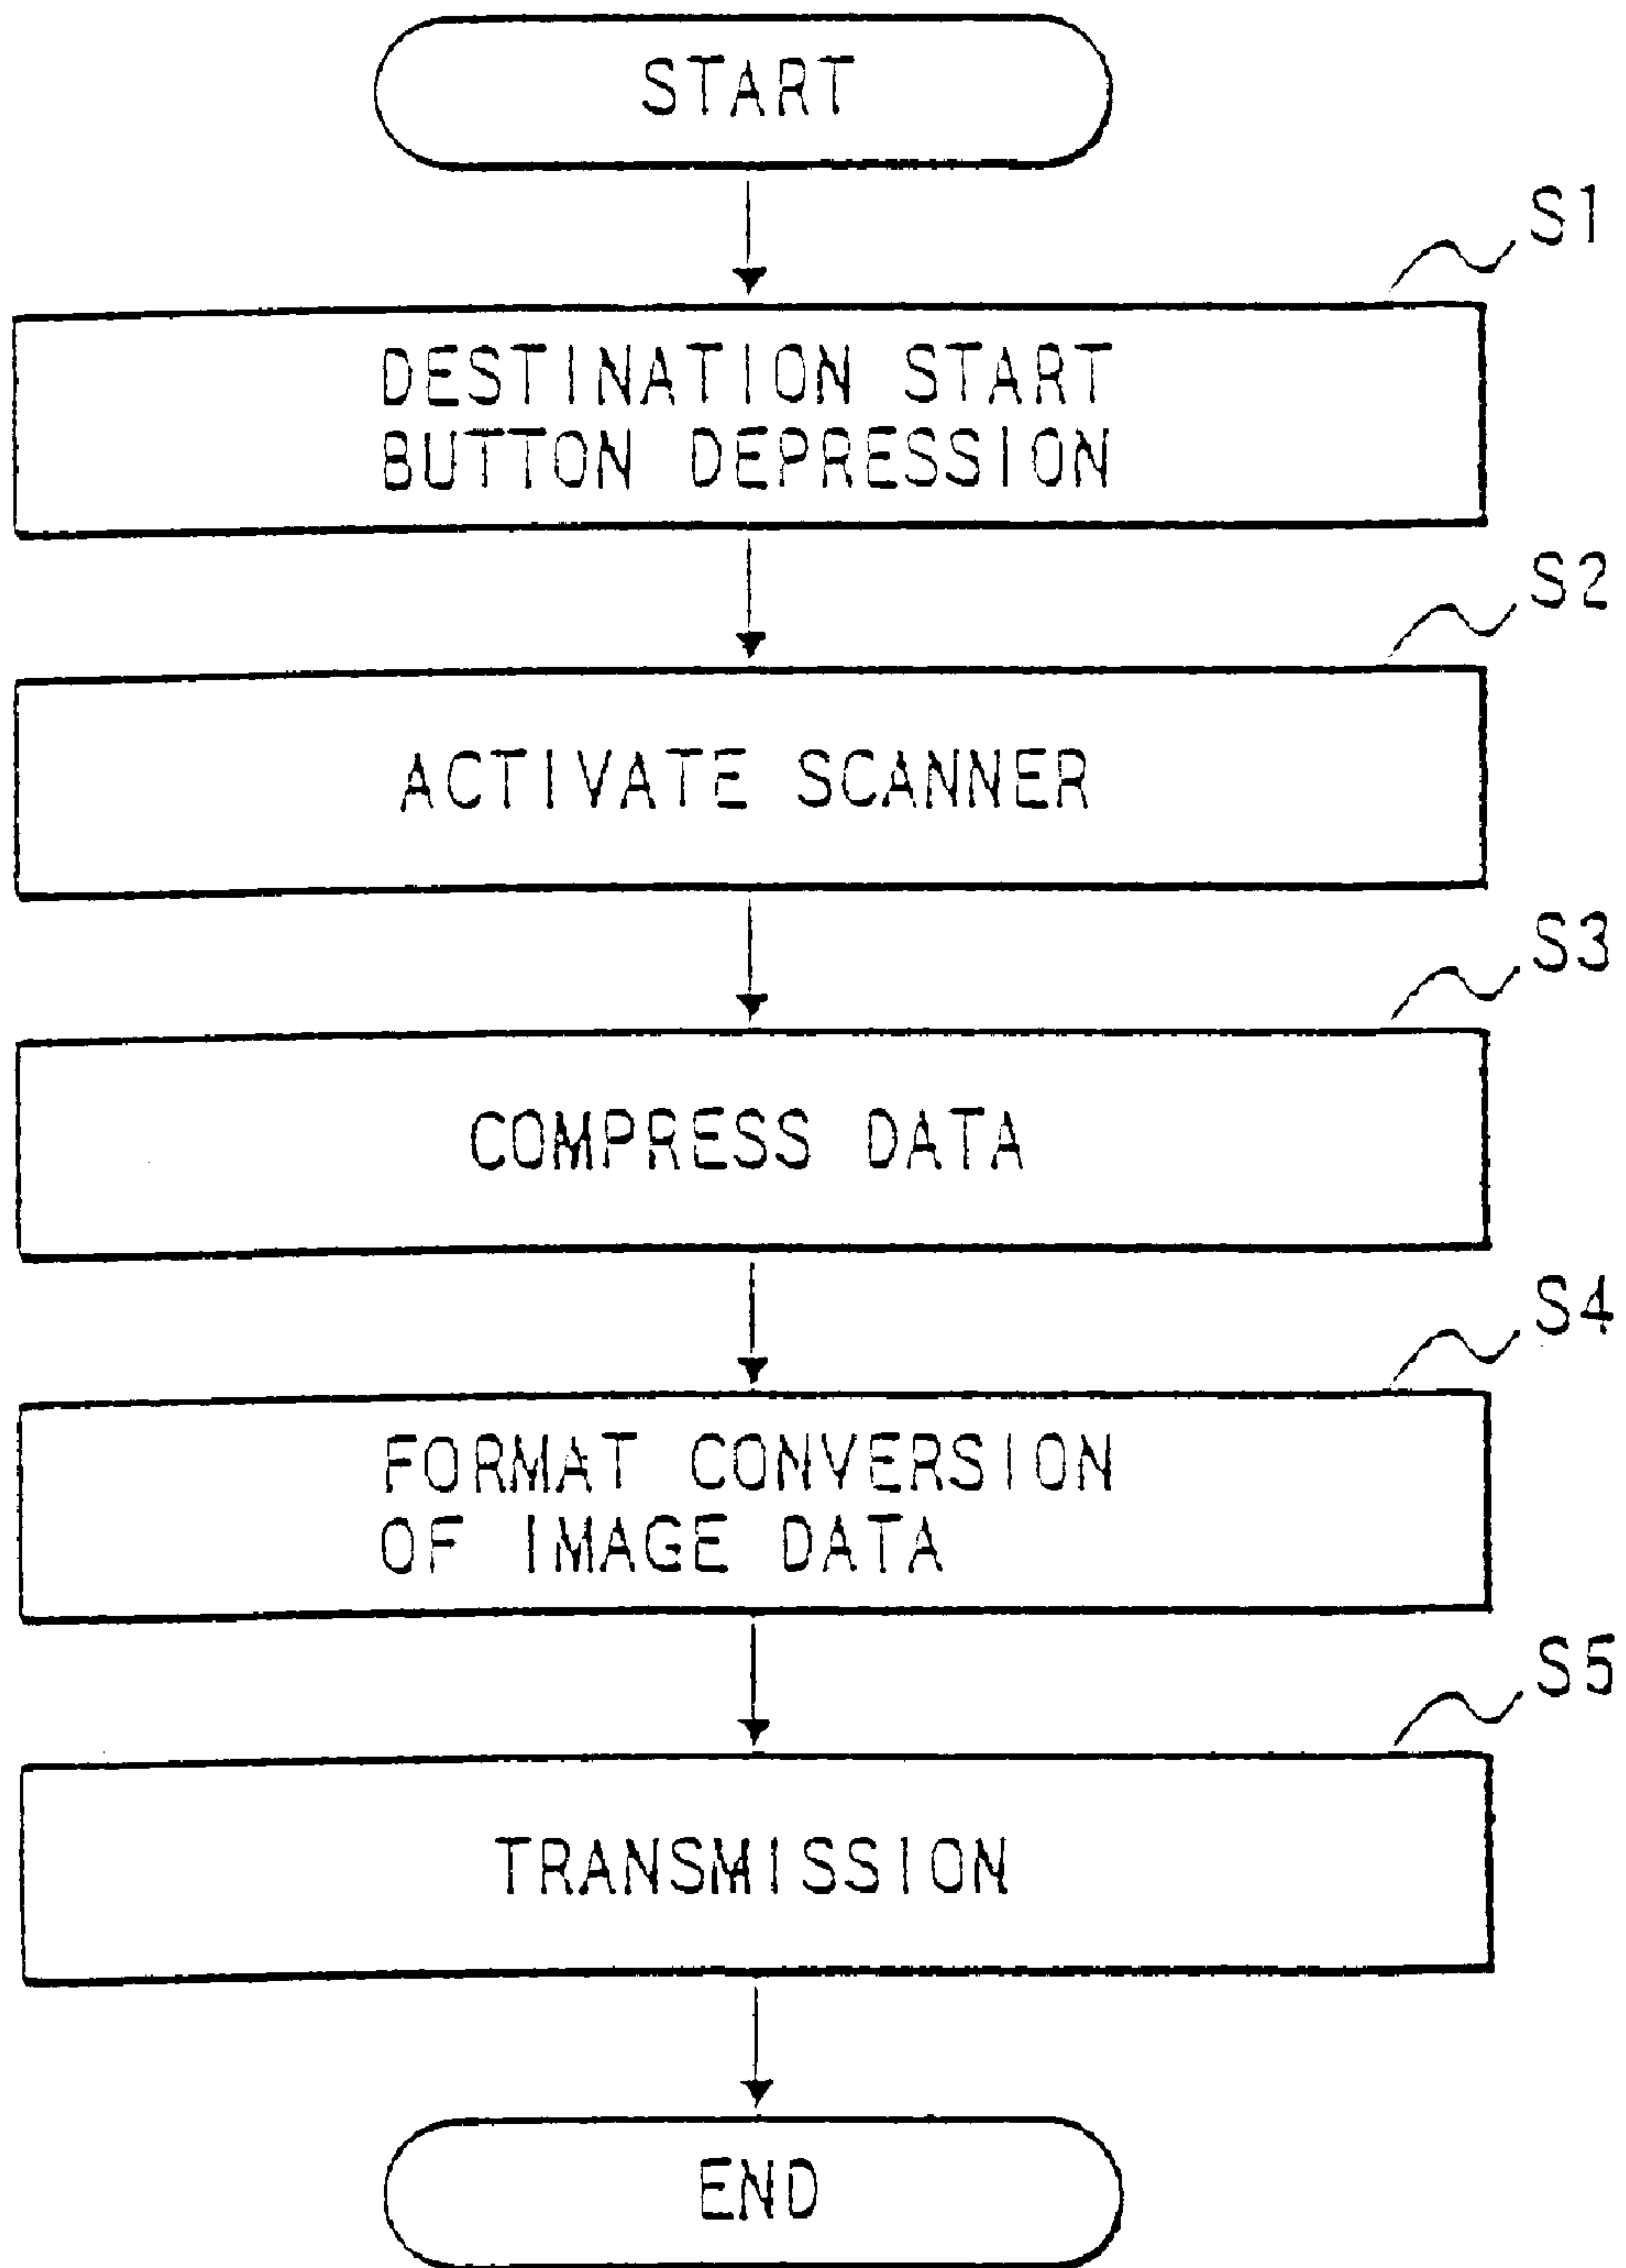 START
S1
DESTINATION START
BUTTON DEPRESSION
S2
ACTIVATE SCANNER
S3
COMPRESS DATA
S4
FORMAT CONVERSION
OF IMAGE DATA
S5
TRANSMISSION
END